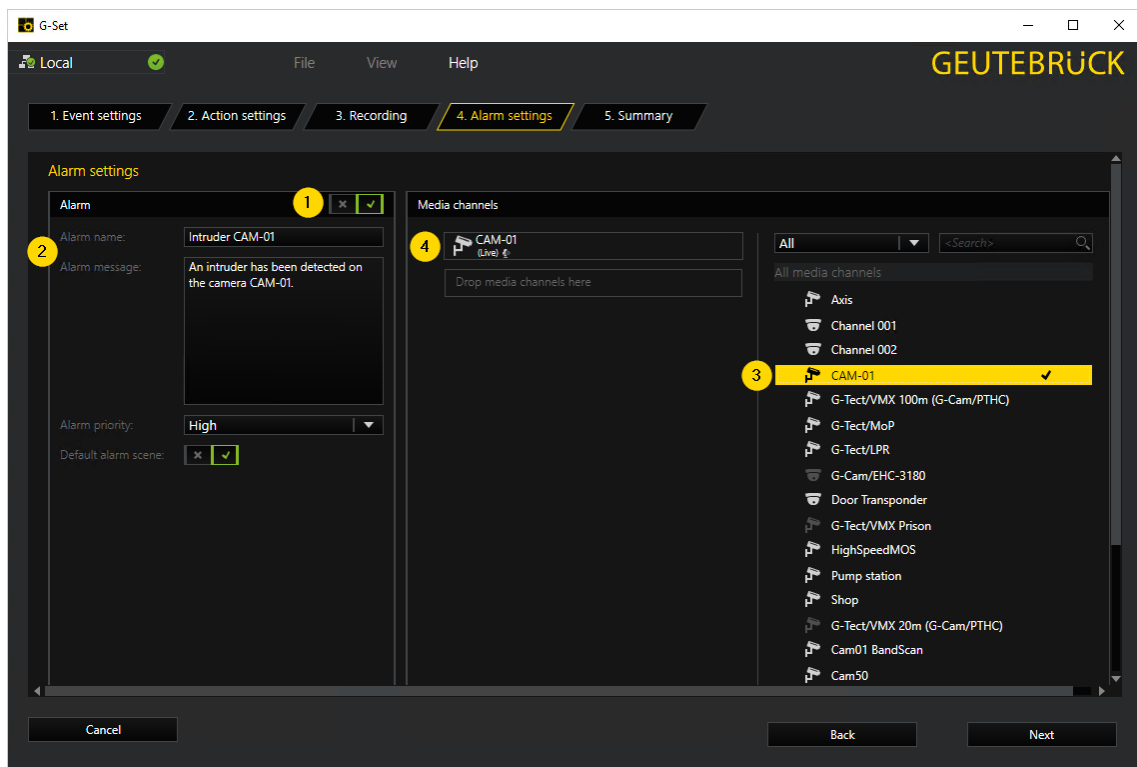 G-Set
Local
File
View
Help
GEUTEBRÜCK
1. Event settings
2. Action settings
3. Recording
4. Alarm settings
5. Summary
Alarm settings
Alarm
1
2
Alarm name:
Intruder CAM-01
Alarm message:
An intruder has been detected on
the camera CAM-01.
Alarm priority:
High
Default alarm scene:
Media channels
4
CAM-01
(Live)
Drop media channels here
All
<Search>
All media channels
Axis
Channel 001
Channel 002
3
CAM-01
G-Tect/VMX 100m (G-Cam/PTHC)
G-Tect/MoP
G-Tect/LPR
G-Cam/EHC-3180
Door Transponder
G-Tect/VMX Prison
HighSpeedMOS
Pump station
Shop
G-Tect/VMX 20m (G-Cam/PTHC)
Cam01 BandScan
Cam50
Cancel
Back
Next